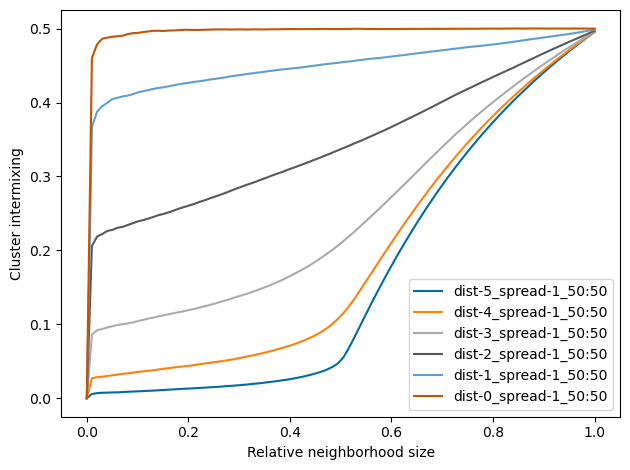 0.5
0.4
0.3
0.2
0.1
0.0
Cluster intermixing
dist-5_spread-1_50:50
dist-4_spread-1_50:50
dist-3_spread-1_50:50
dist-2_spread-1_50:50
dist-1_spread-1_50:50
dist-0_spread-1_50:50
0.0 0.2 0.4 0.6 0.8 1.0
Relative neighborhood size